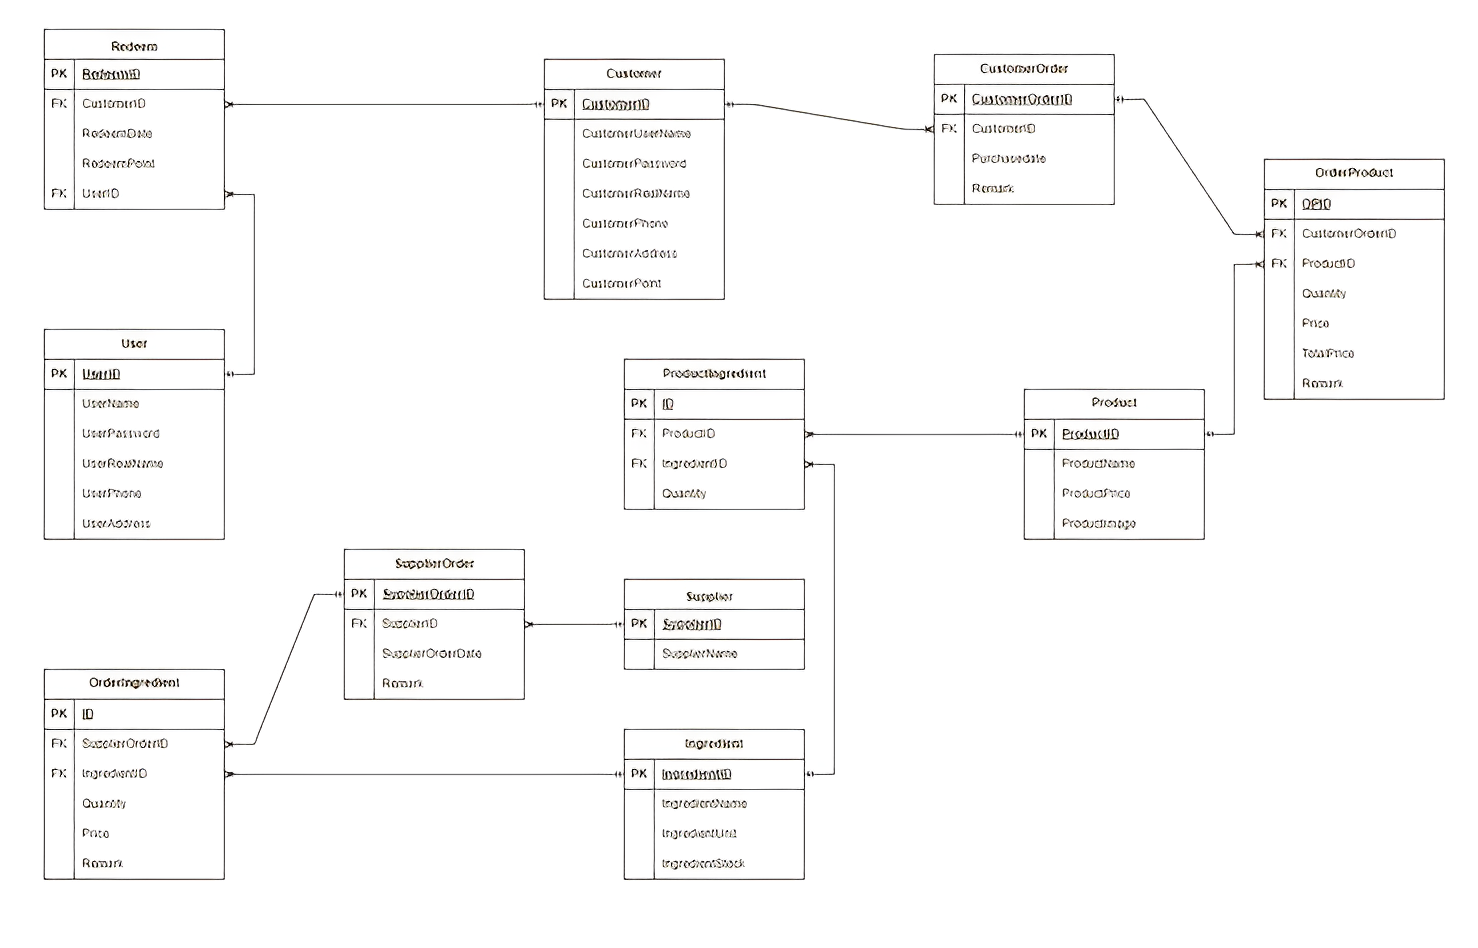 Redeem
PK RedeemID
FK CustomerID
RedeemDate
RedeemPoint
FK UserID
Customer
PK CustomerID
CustomerUserName
CustomerPassword
CustomerRealName
CustomerPhone
CustomerAddress
CustomerPoint
CustomerOrder
PK CustomerOrderID
FK CustomerID
Purchasedate
Remark
OrderProduct
PK OPID
FK CustomerOrderID
FK ProductID
Quantity
Price
TotalPrice
Remark
User
PK UserID
UserName
UserPassword
UserRealName
UserPhone
UserAddress
ProductIngredient
PK ID
FK ProductID
FK IngredientID
Quantity
Product
PK ProductID
ProductName
ProductPrice
ProductImage
SupplierOrder
PK SupplierOrderID
FK SupplierID
SupplierOrderDate
Remark
Supplier
PK SupplierID
SupplierName
OrderIngredient
PK ID
FK SupplierOrderID
FK IngredientID
Quantity
Price
Remark
Ingredient
PK IngredientID
IngredientName
IngredientUnit
IngredientStock